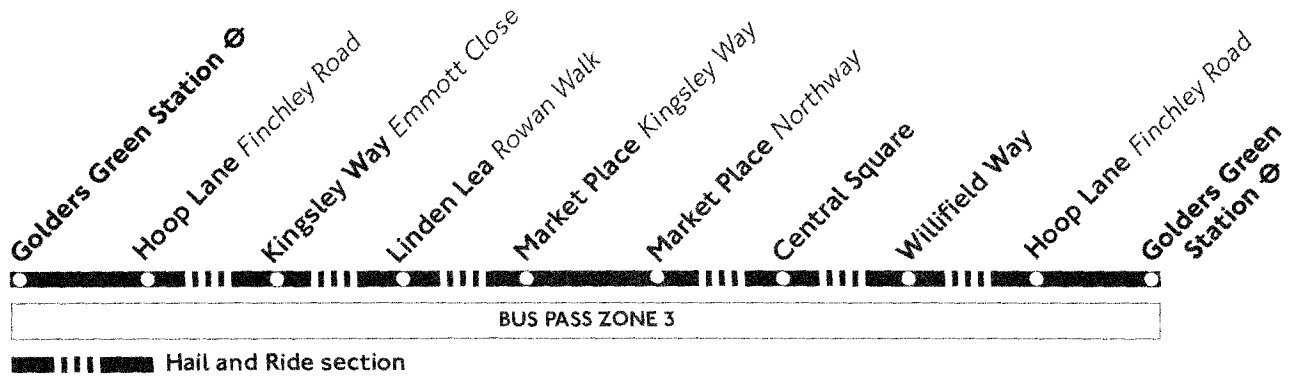 Golders Green Station
Hoop Lane Finchley Road
Kingsley Way Emmott Close
Linden Lea Rowan Walk
Market Place Kingsley Way
Market Place Northway
Central Square
Willifield Way
Hoop Lane Finchley Road
Golders Green
Station
BUS PASS ZONE 3
Hail and Ride section